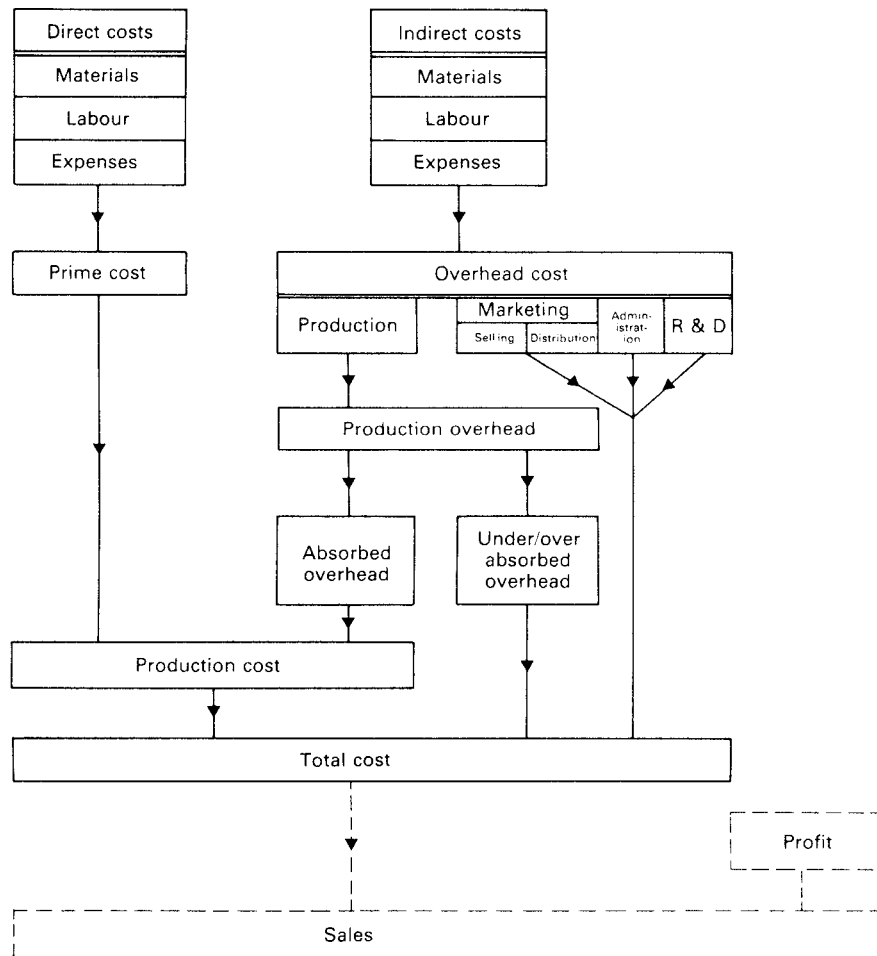 Direct costs
Materials
Labour
Expenses
Indirect costs
Materials
Labour
Expenses
Prime cost
Overhead cost
Production
Marketing
Selling
Distribution
Admin-
istrat-
ion
R & D
Production overhead
Absorbed
overhead
Under/over
absorbed
overhead
Production cost
Total cost
Profit
Sales